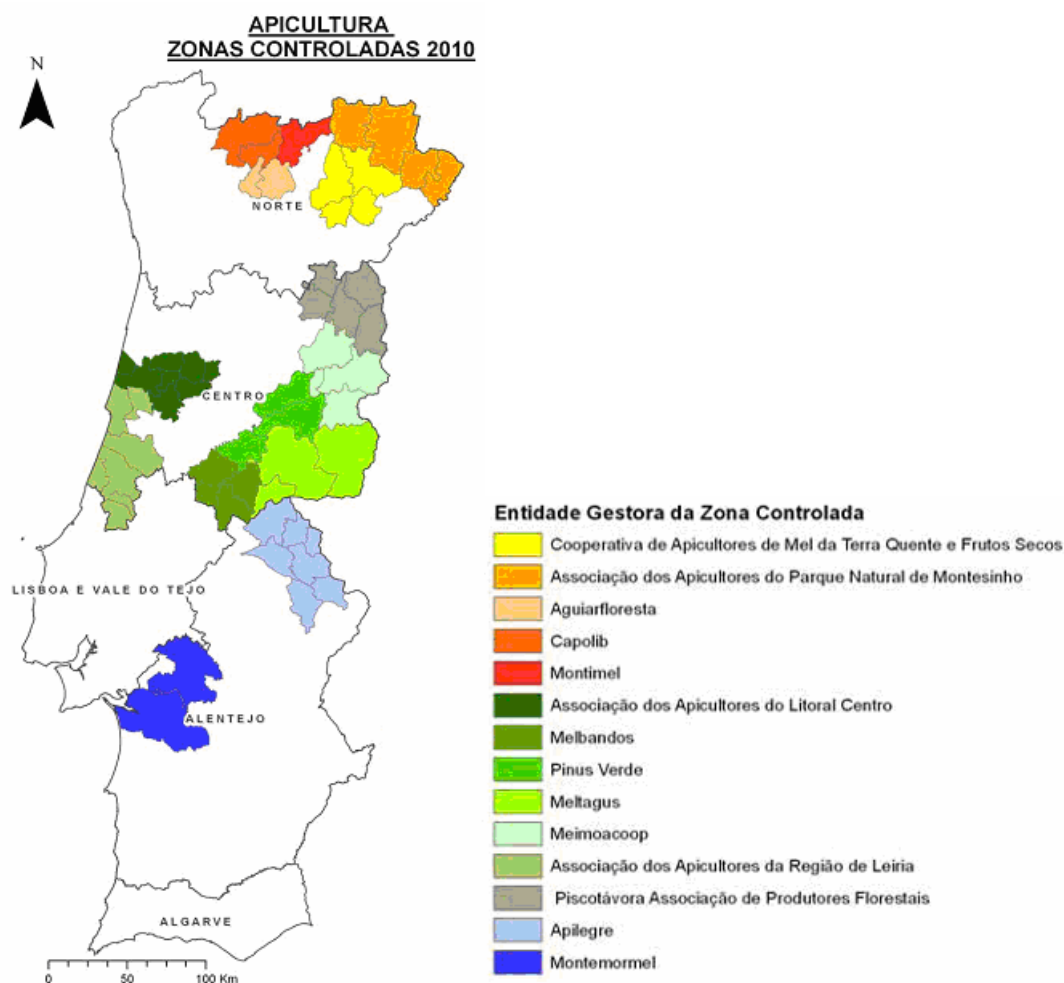 APICULTURA
ZONAS CONTROLADAS 2010
N
NORTE
CENTRO
LISBOA E VALE DO TEJO
ALENTEJO
ALGARVE
0 50 100 Km
Entidade Gestora da Zona Controlada
Cooperativa de Apicultores de Mel da Terra Quente e Frutos Secos
Associação dos Apicultores do Parque Natural de Montesinho
Aguiarfloresta
Capolib
Montimel
Associação dos Apicultores do Litoral Centro
Melbandos
Pinus Verde
Meltagus
Meimoacoop
Associação dos Apicultores da Região de Leiria
Piscotávora Associação de Produtores Florestais
Apilegre
Montemormel